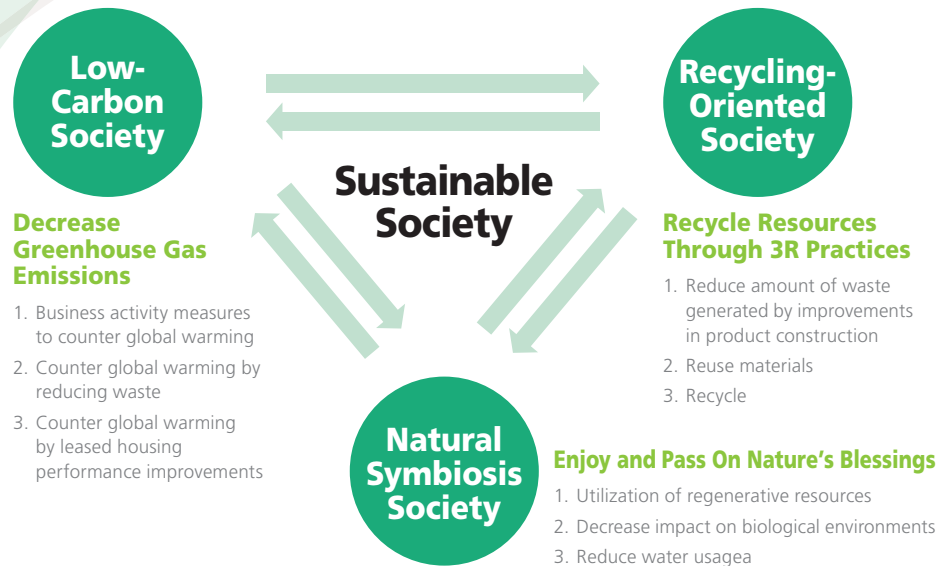 Low-
Carbon
Society
Recycling-
Oriented
Society
Sustainable
Society
Decrease
Greenhouse Gas
Emissions
1. Business activity measures
to counter global warming
2. Counter global warming by
reducing waste
3. Counter global warming
by leased housing
performance improvements
Recycle Resources
Through 3R Practices
1. Reduce amount of waste
generated by improvements
in product construction
2. Reuse materials
3. Recycle
Natural
Symbiosis
Society
Enjoy and Pass On Nature’s Blessings
1. Utilization of regenerative resources
2. Decrease impact on biological environments
3. Reduce water usagea